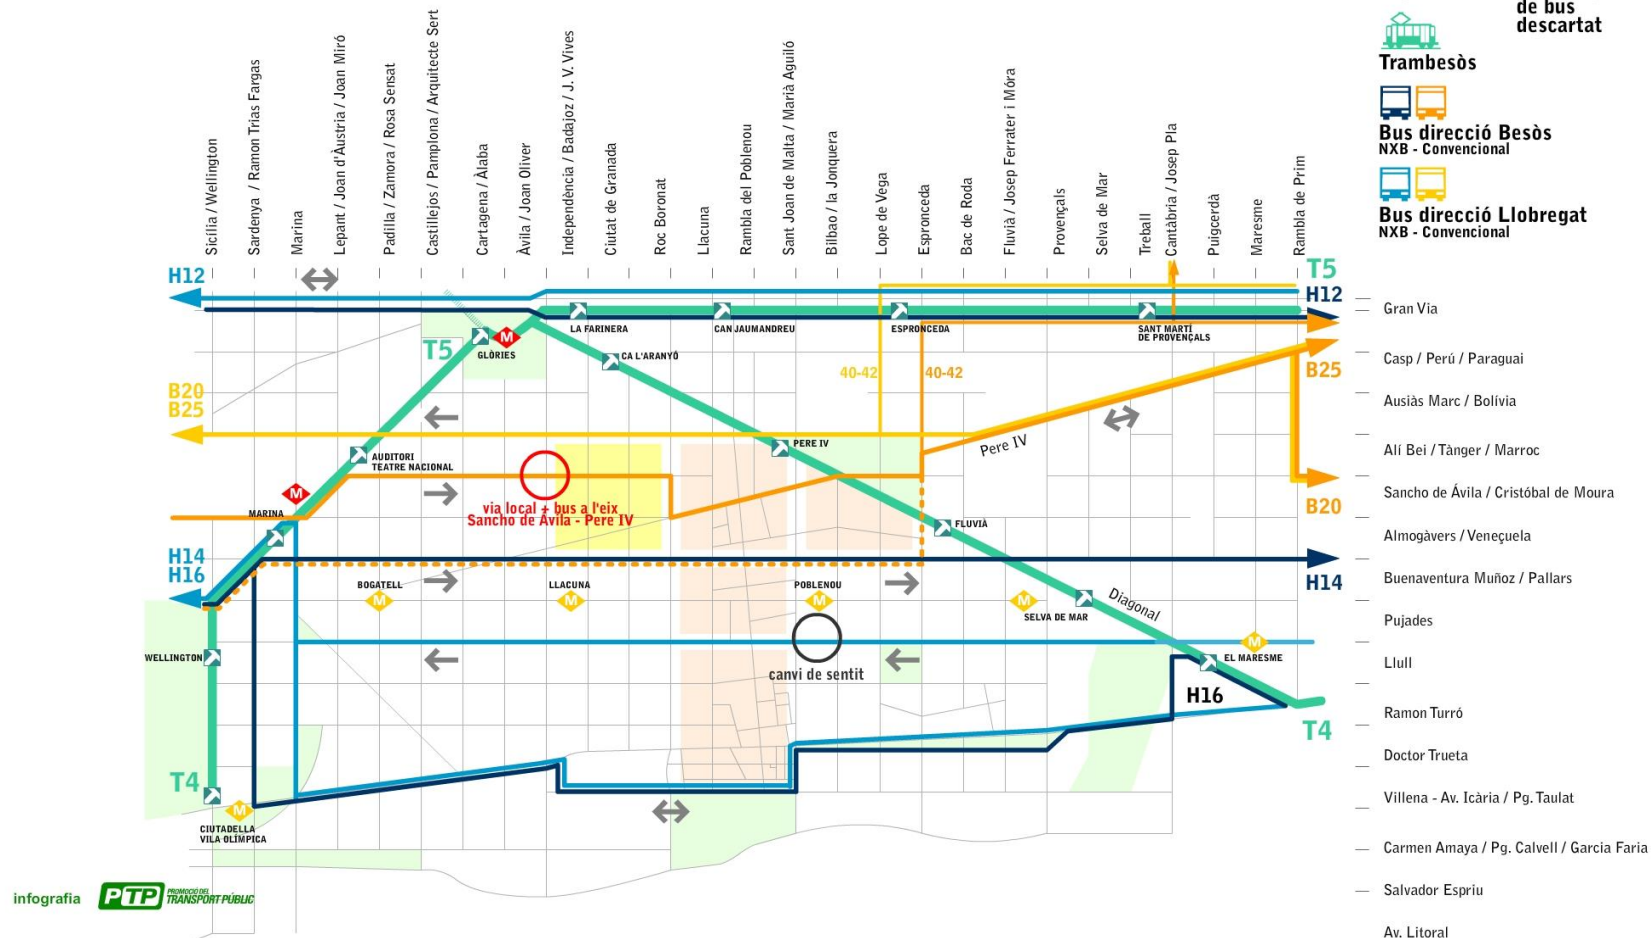 de bus
descartat
Trambesòs
Bus direcció Besòs
NXB - Convencional
Bus direcció Llobregat
NXB - Convencional
Sicília / Wellington
Sardenya / Ramon Trias Fargas
Marina
Lepant / Joan d'Àustria / Joan Miró
Padilla / Zamora / Rosa Sensat
Castillejos / Pamplona / Arquitecte Sert
Cartagena / Àlaba
Àvila / Joan Oliver
Independència / Badajoz / J. V. Vives
Ciutat de Granada
Roc Boronat
Llacuna
Rambla del Poblenou
Sant Joan de Malta / Marià Aguiló
Bilbao / la Jonquera
Lope de Vega
Espronceda
Bac de Roda
Fluvià / Josep Ferrater i Móra
Provençals
Selva de Mar
Treball
Cantàbria / Josep Pla
Puigcerdà
Maresme
Rambla de Prim
H12
T5
H12
Gran Via
LA FARINERA
CAN JAUMANDREU
ESPRONCEDA
SANT MARTÍ
DE PROVENÇALS
T5
M
GLÒRIES
CA L'ARANYÓ
Casp / Perú / Paraguai
40-42
40-42
B25
B20
B25
Ausiàs Marc / Bolívia
AUDITORI
TEATRE NACIONAL
PERE IV
Pere IV
Alí Bei / Tànger / Marroc
M
MARINA
via local + bus a l'eix
Sancho de Ávila - Pere IV
Sancho de Ávila / Cristóbal de Moura
B20
FLUVIÀ
Almogàvers / Veneçuela
H14
H16
H14
Buenaventura Muñoz / Pallars
BOGATELL
M
LLACUNA
M
POBLENOU
M
M
SELVA DE MAR
Diagonal
Pujades
WELLINGTON
M
EL MARESME
canvi de sentit
Llull
H16
Ramon Turró
T4
Doctor Trueta
T4
M
CIUTADELLA
VILA OLÍMPICA
Villena - Av. Icària / Pg. Taulat
Carmen Amaya / Pg. Calvell / Garcia Faria
Salvador Espriu
Av. Litoral
infografia
PTP
PROMOCIÓ DEL
TRANSPORT PÚBLIC